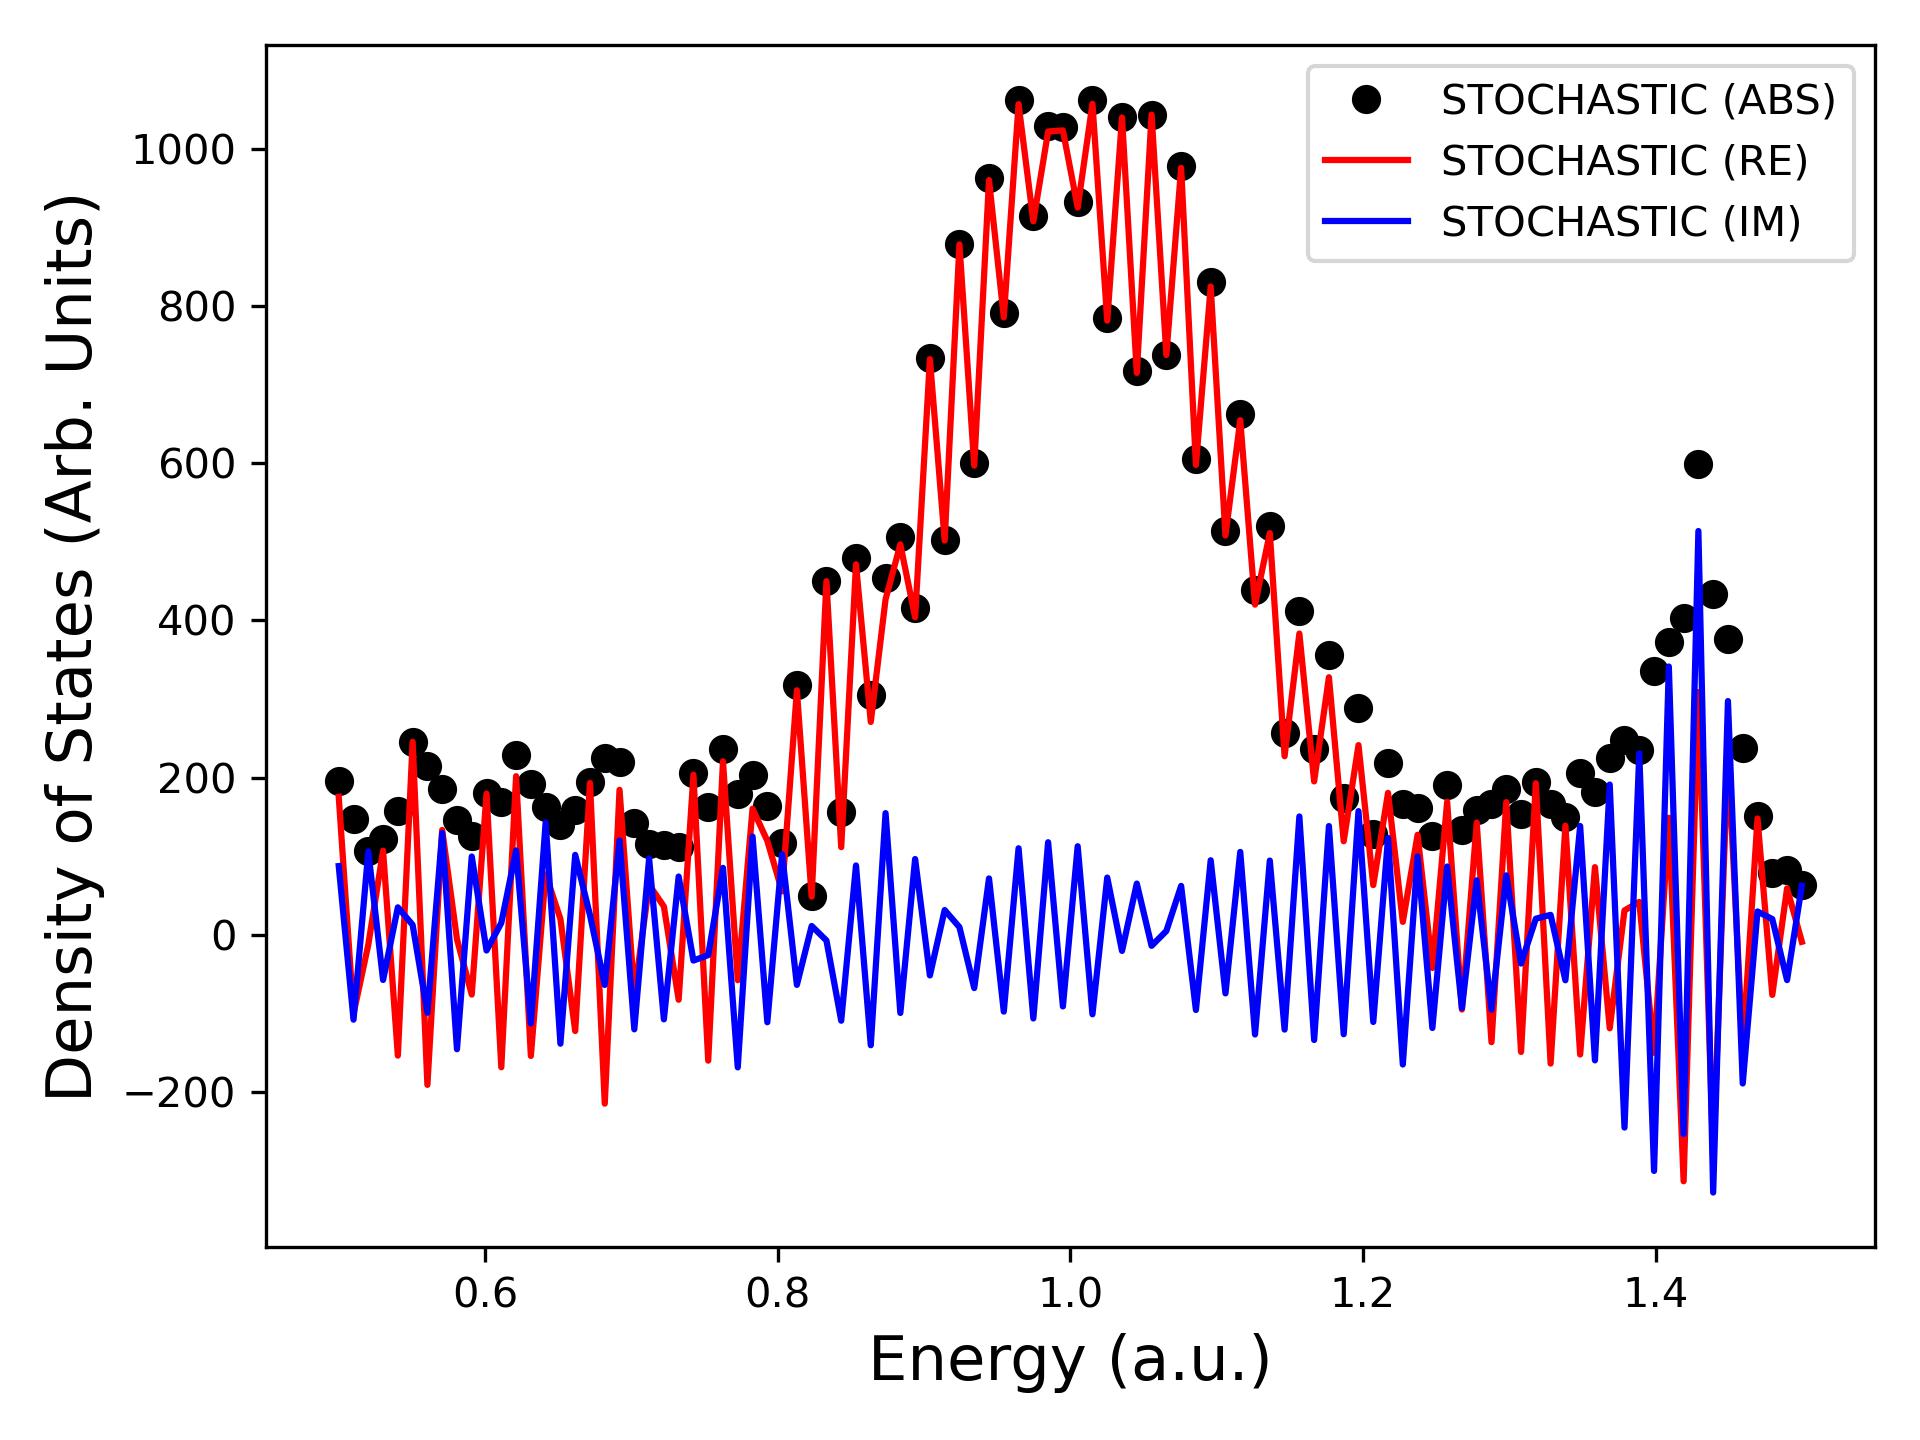 STOCHASTIC (ABS)
STOCHASTIC (RE)
STOCHASTIC (IM)
Density of States (Arb. Units)
1000
800
600
400
200
0
−200
0.6 0.8 1.0 1.2 1.4
Energy (a.u.)